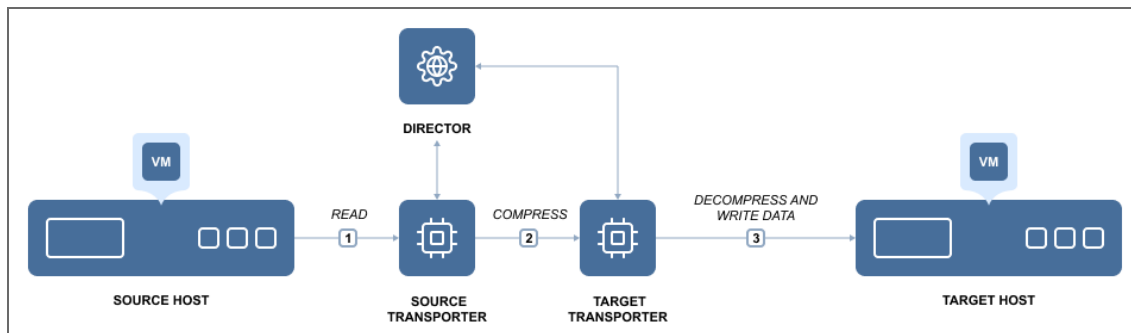 DIRECTOR
VM
VM
READ
1
COMPRESS
2
DECOMPRESS AND
WRITE DATA
3
SOURCE HOST
SOURCE
TRANSPORTER
TARGET
TRANSPORTER
TARGET HOST